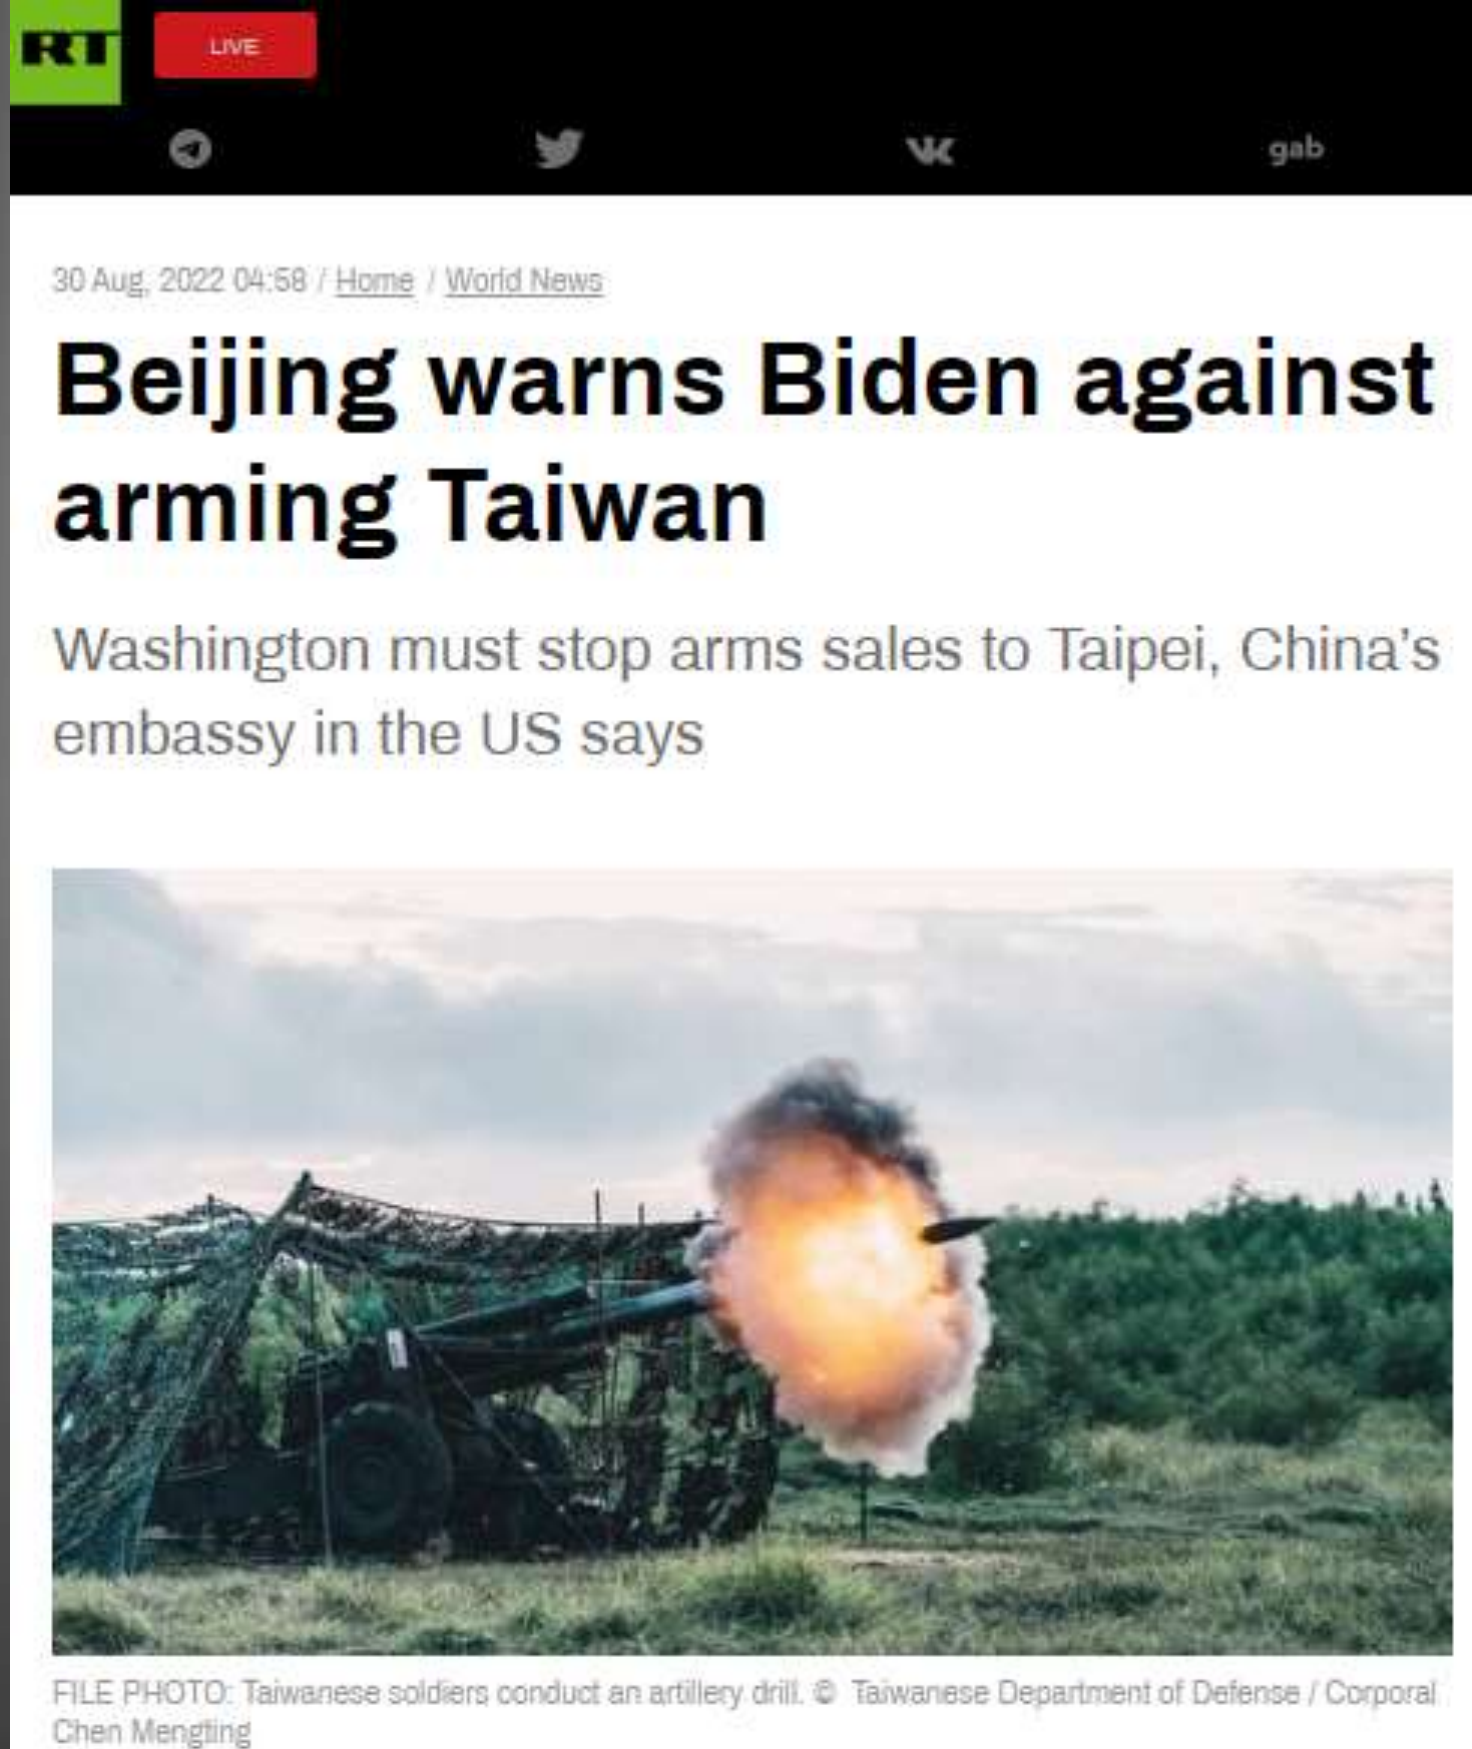 RT
LIVE
gab
30 Aug, 2022 04:58 / Home / World News
Beijing warns Biden against
arming Taiwan
Washington must stop arms sales to Taipei, China's
embassy in the US says
FILE PHOTO: Taiwanese soldiers conduct an artillery drill. © Taiwanese Department of Defense / Corporal
Chen Mengting